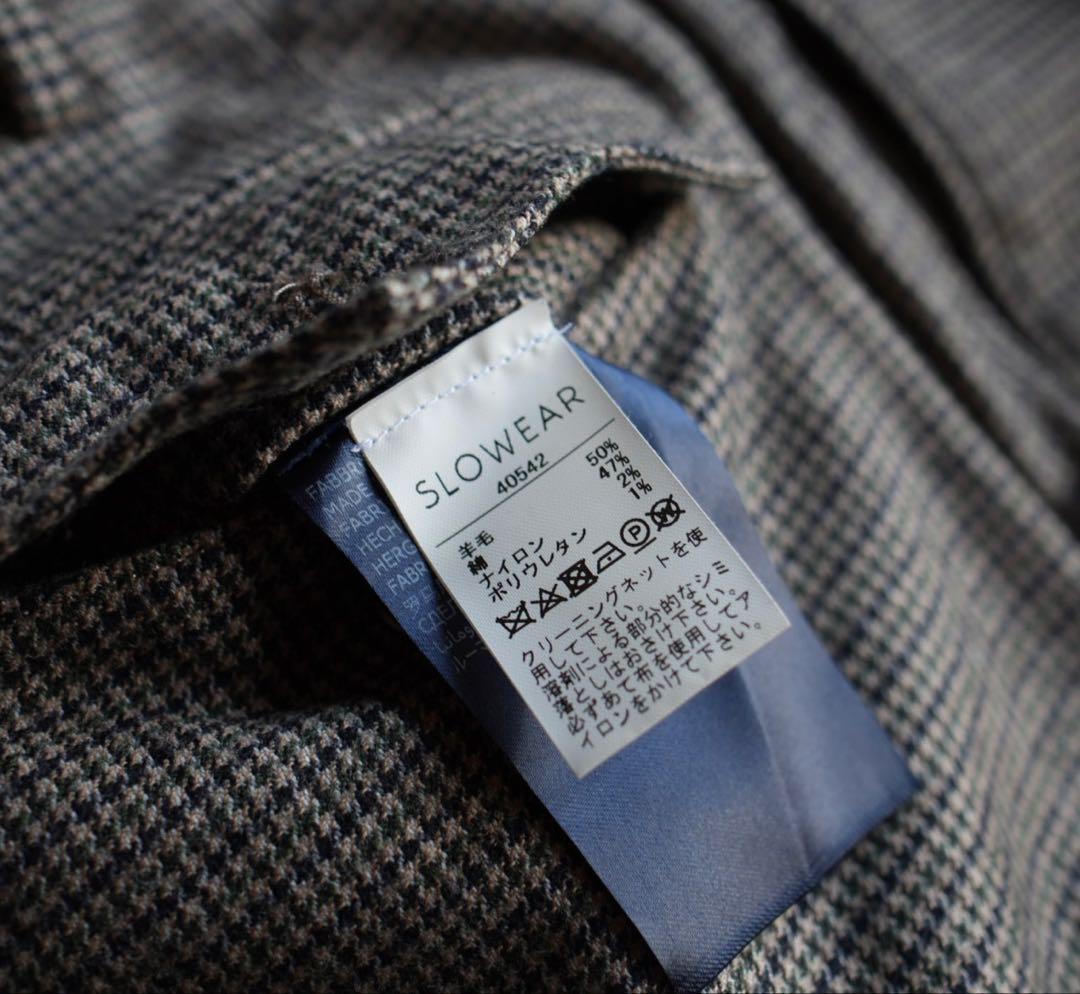 SLOWEAR
40542
羊毛 50%
綿 47%
ナイロン 2%
ポリウレタン 1%
P W
クリーニングネットを使
用して下さい。
溶剤による部分的なシミ
落としはおさけ下さい。
必ずあて布を使用してア
イロンをかけて下さい。
MADE